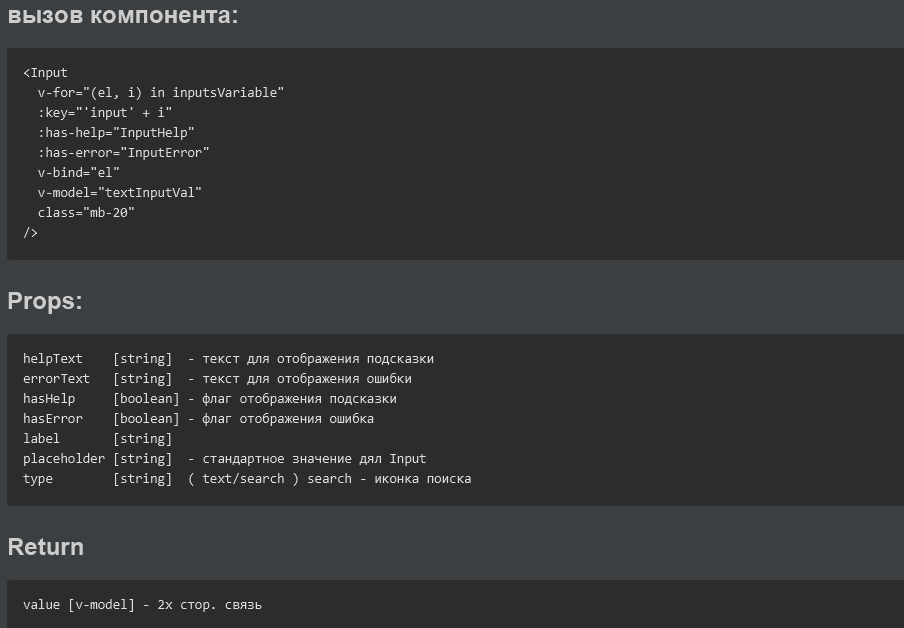 вызов компонента:
<Input
v-for="(el, i) in inputsVariable"
:key="'input' + i"
:has-help="InputHelp"
:has-error="InputError"
v-bind="el"
v-model="textInputVal"
class="mb-20"
/>
Props:
helpText [string] - текст для отображения подсказки
errorText [string] - текст для отображения ошибки
hasHelp [boolean] - флаг отображения подсказки
hasError [boolean] - флаг отображения ошибка
label [string]
placeholder [string] - стандартное значение дял Input
type [string] ( text/search ) search - иконка поиска
Return
value [v-model] - 2х стор. связь